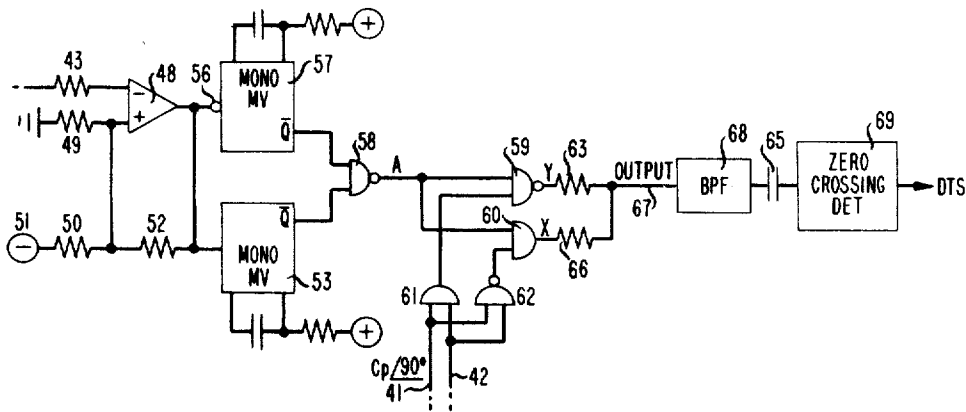 43
48
49
51
50
52
56
MONO
MV
57
Q̅
MONO
MV
53
Q̅
58
A
59
Y
63
60
X
66
OUTPUT
67
68
BPF
65
69
ZERO
CROSSING
DET
DTS
61
62
Cp/90°
41
42